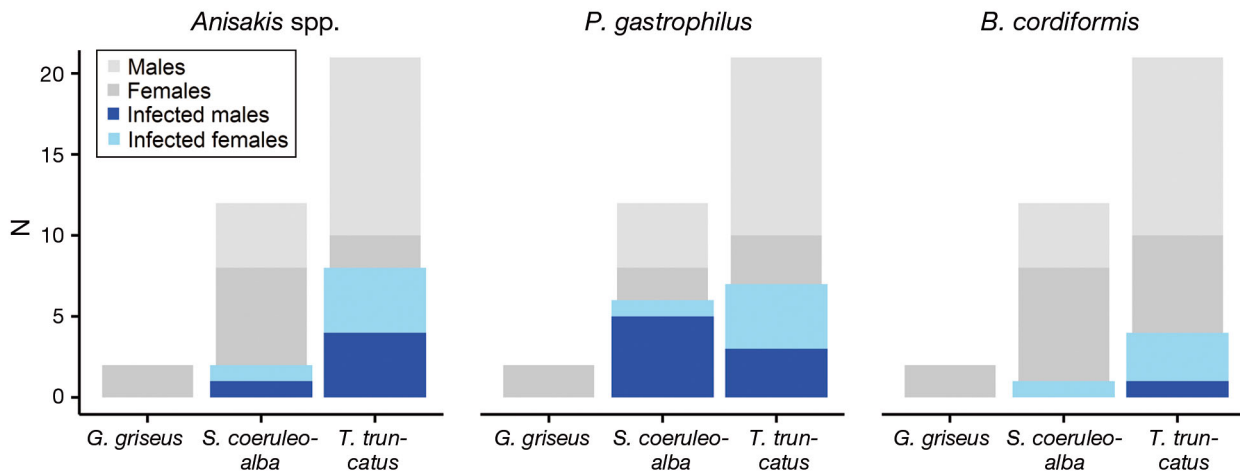 Anisakis spp.
P. gastrophilus
B. cordiformis
Males
Females
Infected males
Infected females
N
20
15
10
5
0
G. griseus
S. coeruleo-
alba
T. trun-
catus
G. griseus
S. coeruleo-
alba
T. trun-
catus
G. griseus
S. coeruleo-
alba
T. trun-
catus